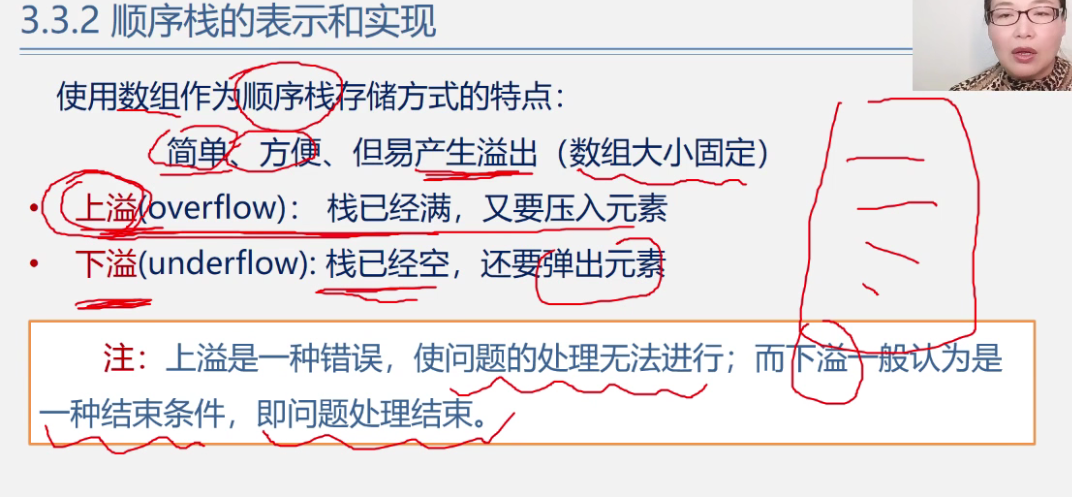 3.3.2 顺序栈的表示和实现
使用数组作为顺序栈存储方式的特点：
简单、方便、但易产生溢出（数组大小固定）
• 上溢(overflow)： 栈已经满，又要压入元素
• 下溢(underflow): 栈已经空，还要弹出元素
注：上溢是一种错误，使问题的处理无法进行；而下溢一般认为是
一种结束条件，即问题处理结束。